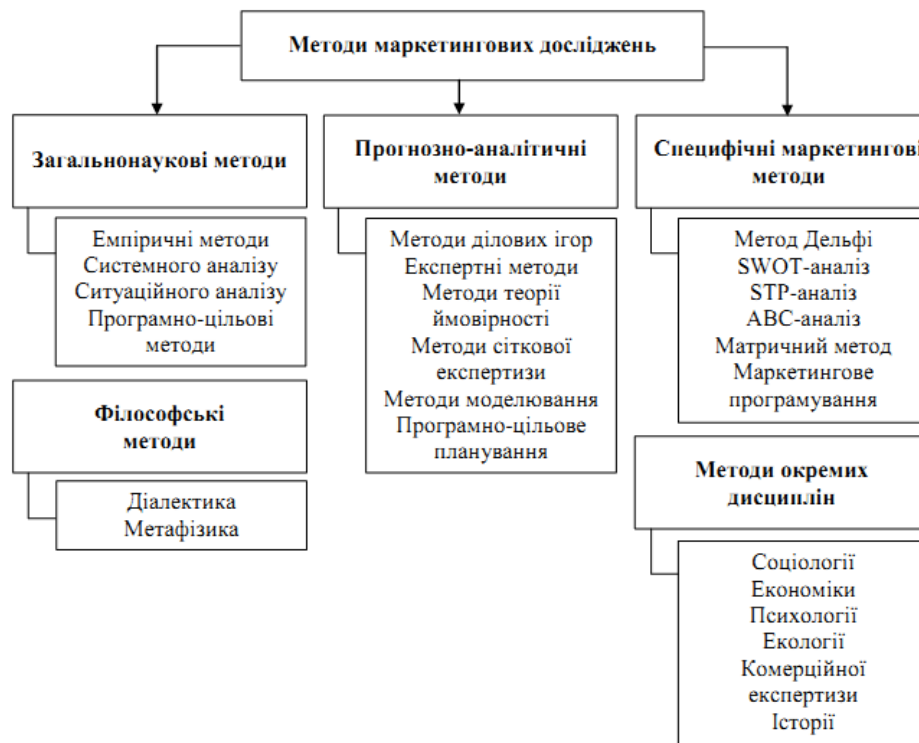 Методи маркетингових досліджень
Загальнонаукові методи
Емпіричні методи
Системного аналізу
Ситуаційного аналізу
Програмно-цільові
методи
Філософські
методи
Діалектика
Метафізика
Прогнозно-аналітичні
методи
Методи ділових ігор
Експертні методи
Методи теорії
ймовірності
Методи сіткової
експертизи
Методи моделювання
Програмно-цільове
планування
Специфічні маркетингові
методи
Метод Дельфі
SWOT-аналіз
STP-аналіз
ABC-аналіз
Матричний метод
Маркетингове
програмування
Методи окремих
дисциплін
Соціології
Економіки
Психології
Екології
Комерційної
експертизи
Історії